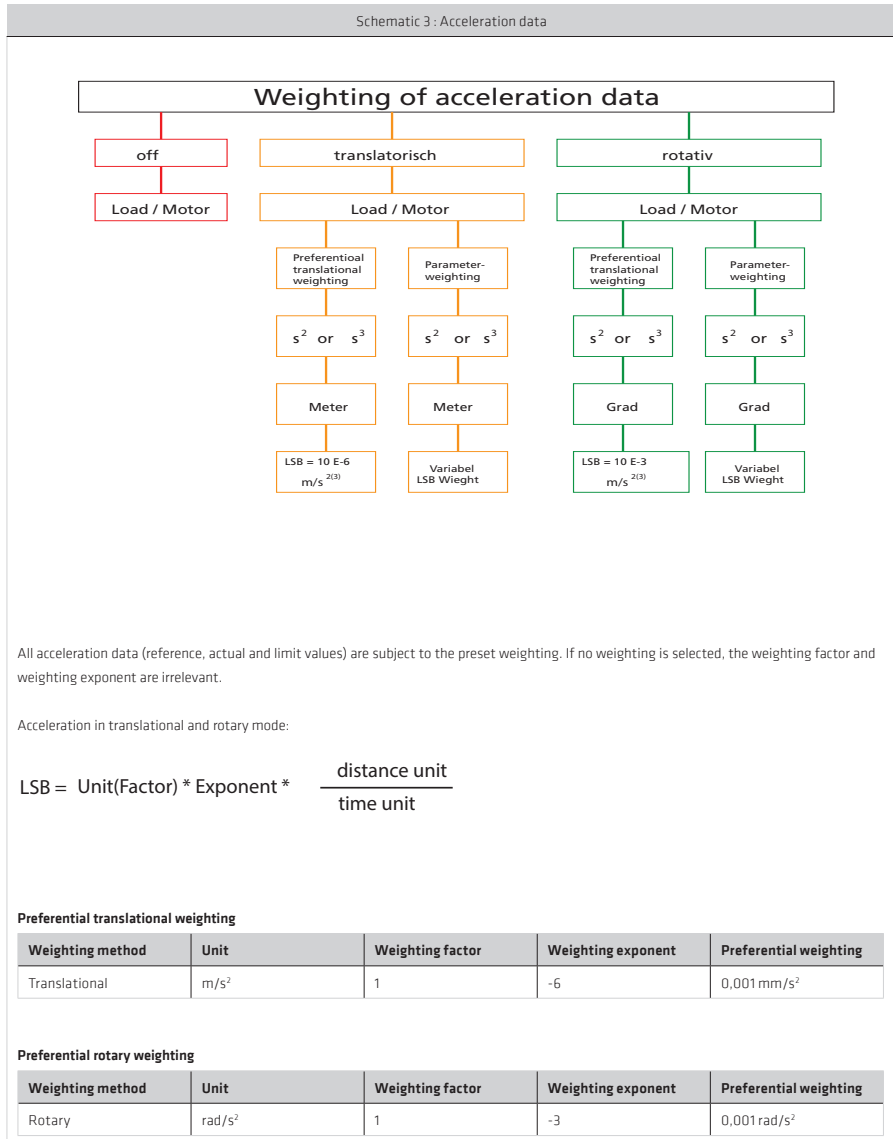 Schematic 3 : Acceleration data
Weighting of acceleration data
off
translatorisch
rotativ
Load / Motor
Load / Motor
Load / Motor
Preferentioal
translational
weighting
Parameter-
weighting
Preferentioal
translational
weighting
Parameter-
weighting
s² or s³
s² or s³
s² or s³
s² or s³
Meter
Meter
Grad
Grad
LSB = 10 E-6
m/s ²⁽³⁾
Variabel
LSB Wieght
LSB = 10 E-3
m/s ²⁽³⁾
Variabel
LSB Wieght
All acceleration data (reference, actual and limit values) are subject to the preset weighting. If no weighting is selected, the weighting factor and
weighting exponent are irrelevant.
Acceleration in translational and rotary mode:
LSB = Unit(Factor) * Exponent * distance unit
time unit
Preferential translational weighting
Weighting method Unit Weighting factor Weighting exponent Preferential weighting
Translational m/s² 1 -6 0,001 mm/s²
Preferential rotary weighting
Weighting method Unit Weighting factor Weighting exponent Preferential weighting
Rotary rad/s² 1 -3 0,001 rad/s²